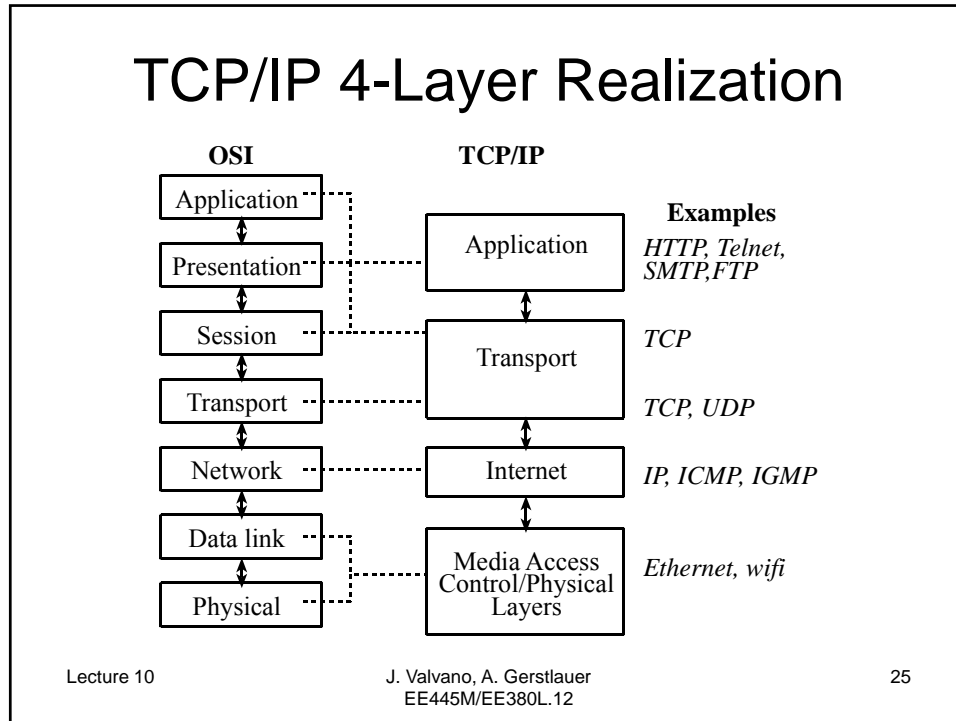 TCP/IP 4-Layer Realization
OSI
TCP/IP
Application
Presentation
Session
Transport
Network
Data link
Physical
Application
Transport
Internet
Media Access
Control/Physical
Layers
Examples
HTTP, Telnet,
SMTP,FTP
TCP
TCP, UDP
IP, ICMP, IGMP
Ethernet, wifi
Lecture 10
J. Valvano, A. Gerstlauer
EE445M/EE380L.12
25